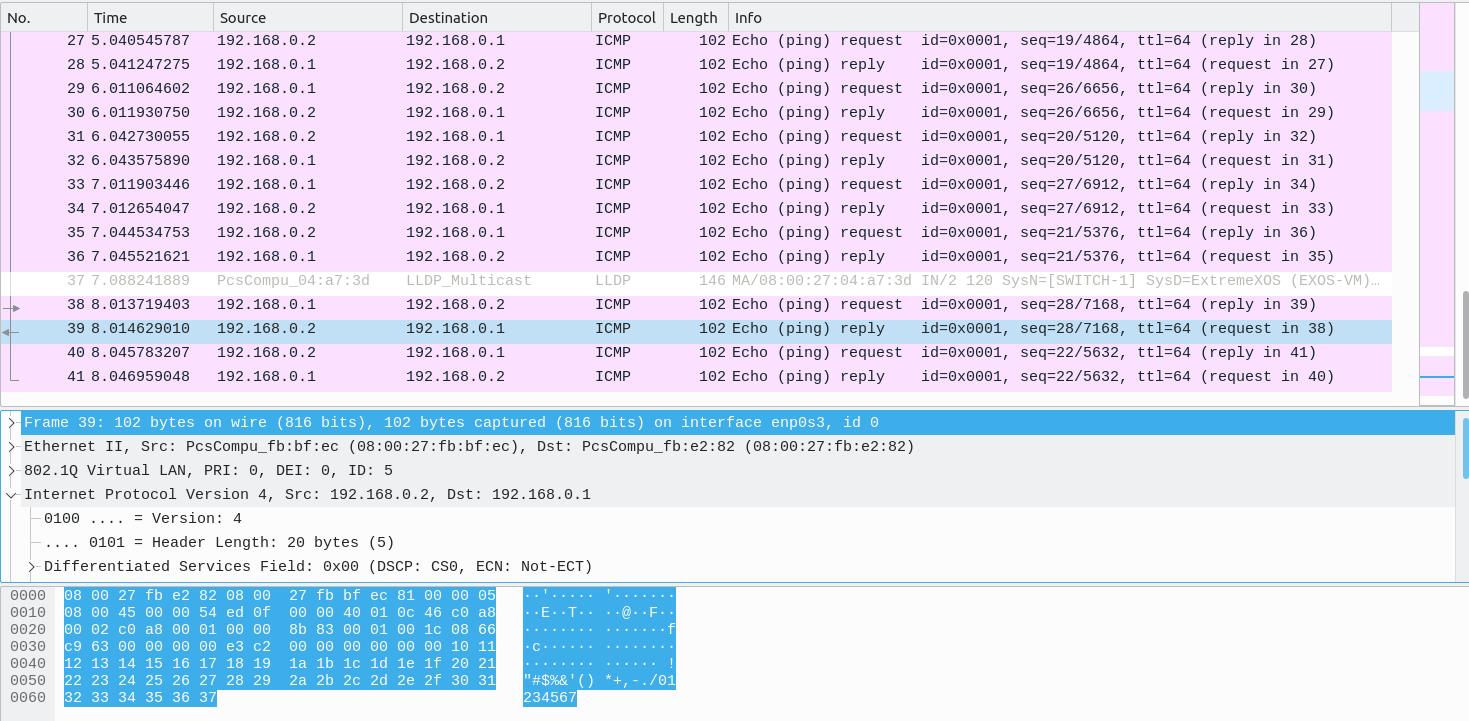 No. Time Source Destination Protocol Length Info
27 5.040545787 192.168.0.2 192.168.0.1 ICMP 102 Echo (ping) request id=0x0001, seq=19/4864, ttl=64 (reply in 28)
28 5.041247275 192.168.0.1 192.168.0.2 ICMP 102 Echo (ping) reply id=0x0001, seq=19/4864, ttl=64 (request in 27)
29 6.011064602 192.168.0.1 192.168.0.2 ICMP 102 Echo (ping) request id=0x0001, seq=26/6656, ttl=64 (reply in 30)
30 6.011930750 192.168.0.2 192.168.0.1 ICMP 102 Echo (ping) reply id=0x0001, seq=26/6656, ttl=64 (request in 29)
31 6.042730055 192.168.0.2 192.168.0.1 ICMP 102 Echo (ping) request id=0x0001, seq=20/5120, ttl=64 (reply in 32)
32 6.043575890 192.168.0.1 192.168.0.2 ICMP 102 Echo (ping) reply id=0x0001, seq=20/5120, ttl=64 (request in 31)
33 7.011903446 192.168.0.1 192.168.0.2 ICMP 102 Echo (ping) request id=0x0001, seq=27/6912, ttl=64 (reply in 34)
34 7.012654047 192.168.0.2 192.168.0.1 ICMP 102 Echo (ping) reply id=0x0001, seq=27/6912, ttl=64 (request in 33)
35 7.044534753 192.168.0.2 192.168.0.1 ICMP 102 Echo (ping) request id=0x0001, seq=21/5376, ttl=64 (reply in 36)
36 7.045521621 192.168.0.1 192.168.0.2 ICMP 102 Echo (ping) reply id=0x0001, seq=21/5376, ttl=64 (request in 35)
37 7.088241889 PcsCompu_04:a7:3d LLDP_Multicast LLDP 146 MA/08:00:27:04:a7:3d IN/2 120 SysN=[SWITCH-1] SysD=ExtremeXOS (EXOS-VM)…
38 8.013719403 192.168.0.1 192.168.0.2 ICMP 102 Echo (ping) request id=0x0001, seq=28/7168, ttl=64 (reply in 39)
39 8.014629010 192.168.0.2 192.168.0.1 ICMP 102 Echo (ping) reply id=0x0001, seq=28/7168, ttl=64 (request in 38)
40 8.045783207 192.168.0.2 192.168.0.1 ICMP 102 Echo (ping) request id=0x0001, seq=22/5632, ttl=64 (reply in 41)
41 8.046959048 192.168.0.1 192.168.0.2 ICMP 102 Echo (ping) reply id=0x0001, seq=22/5632, ttl=64 (request in 40)
Frame 39: 102 bytes on wire (816 bits), 102 bytes captured (816 bits) on interface enp0s3, id 0
Ethernet II, Src: PcsCompu_fb:bf:ec (08:00:27:fb:bf:ec), Dst: PcsCompu_fb:e2:82 (08:00:27:fb:e2:82)
802.1Q Virtual LAN, PRI: 0, DEI: 0, ID: 5
Internet Protocol Version 4, Src: 192.168.0.2, Dst: 192.168.0.1
0100 .... = Version: 4
.... 0101 = Header Length: 20 bytes (5)
Differentiated Services Field: 0x00 (DSCP: CS0, ECN: Not-ECT)
0000 08 00 27 fb e2 82 08 00 27 fb bf ec 81 00 00 05 ··'····· '·······
0010 08 00 45 00 00 54 ed 0f 00 00 40 01 0c 46 c0 a8 ··E··T·· ··@··F··
0020 00 02 c0 a8 00 01 00 00 8b 83 00 01 00 1c 08 66 ········ ·······f
0030 c9 63 00 00 00 00 e3 c2 00 00 00 00 00 00 10 11 ·c······ ········
0040 12 13 14 15 16 17 18 19 1a 1b 1c 1d 1e 1f 20 21 ········ ······ !
0050 22 23 24 25 26 27 28 29 2a 2b 2c 2d 2e 2f 30 31 "#$%&'() *+,-./01
0060 32 33 34 35 36 37 234567